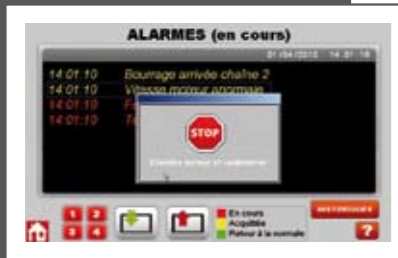 ALARMES (en cours)
01/04/2010 14:01:16
14:01:10 Bourrage arrivée chaîne 2
14:01:10 Vitesse moteur anormale
14:01:10
14:01:10
STOP
1 2
3 4
En cours
Acquittée
Retour à la normale
HISTORIQUES
?